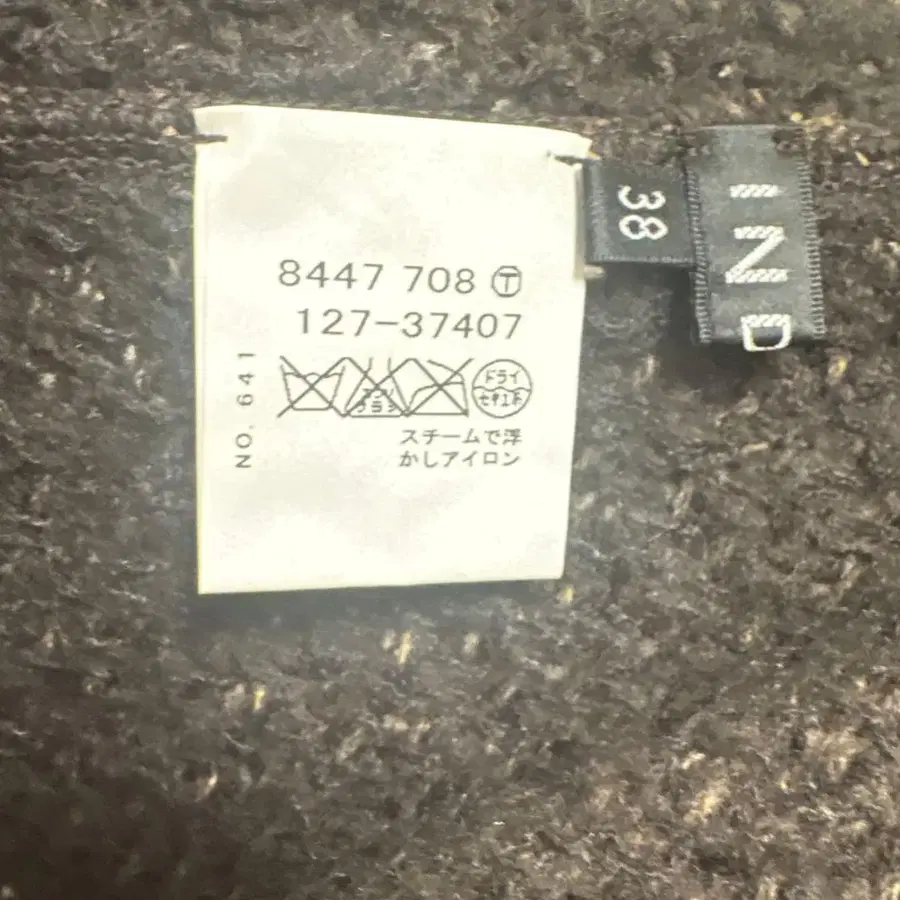 8447 708 Ⓣ
127-37407
NO. 641
ドライ
セキユ系
スチームで浮
かしアイロン
38
IND